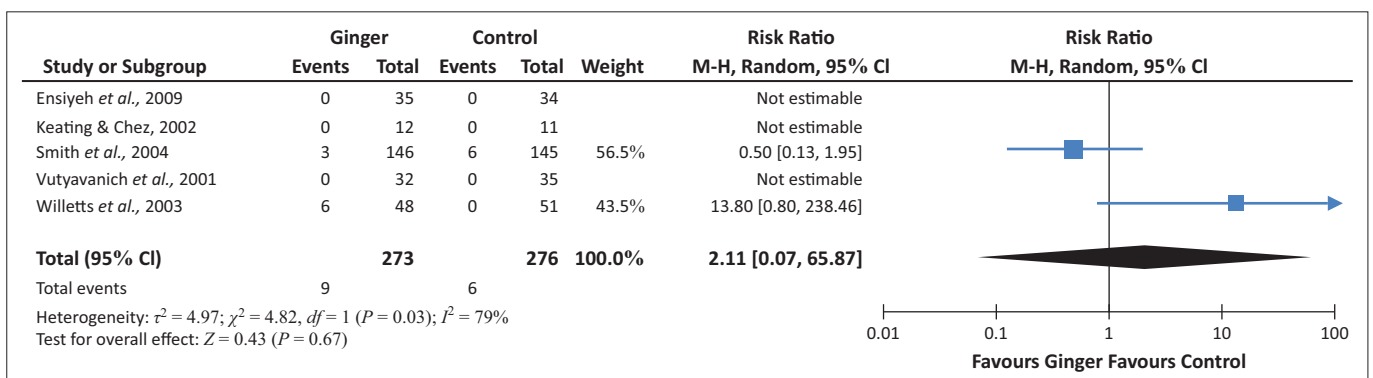 Ginger Control Risk Ratio Risk Ratio
Study or Subgroup Events Total Events Total Weight M-H, Random, 95% CI M-H, Random, 95% CI
Ensiyeh et al., 2009 0 35 0 34 Not estimable
Keating & Chez, 2002 0 12 0 11 Not estimable
Smith et al., 2004 3 146 6 145 56.5% 0.50 [0.13, 1.95]
Vutyavanich et al., 2001 0 32 0 35 Not estimable
Willetts et al., 2003 6 48 0 51 43.5% 13.80 [0.80, 238.46]
Total (95% CI) 273 276 100.0% 2.11 [0.07, 65.87]
Total events 9 6
Heterogeneity: τ² = 4.97; χ² = 4.82, df = 1 (P = 0.03); I² = 79%
Test for overall effect: Z = 0.43 (P = 0.67)
0.01 0.1 1 10 100
Favours Ginger Favours Control